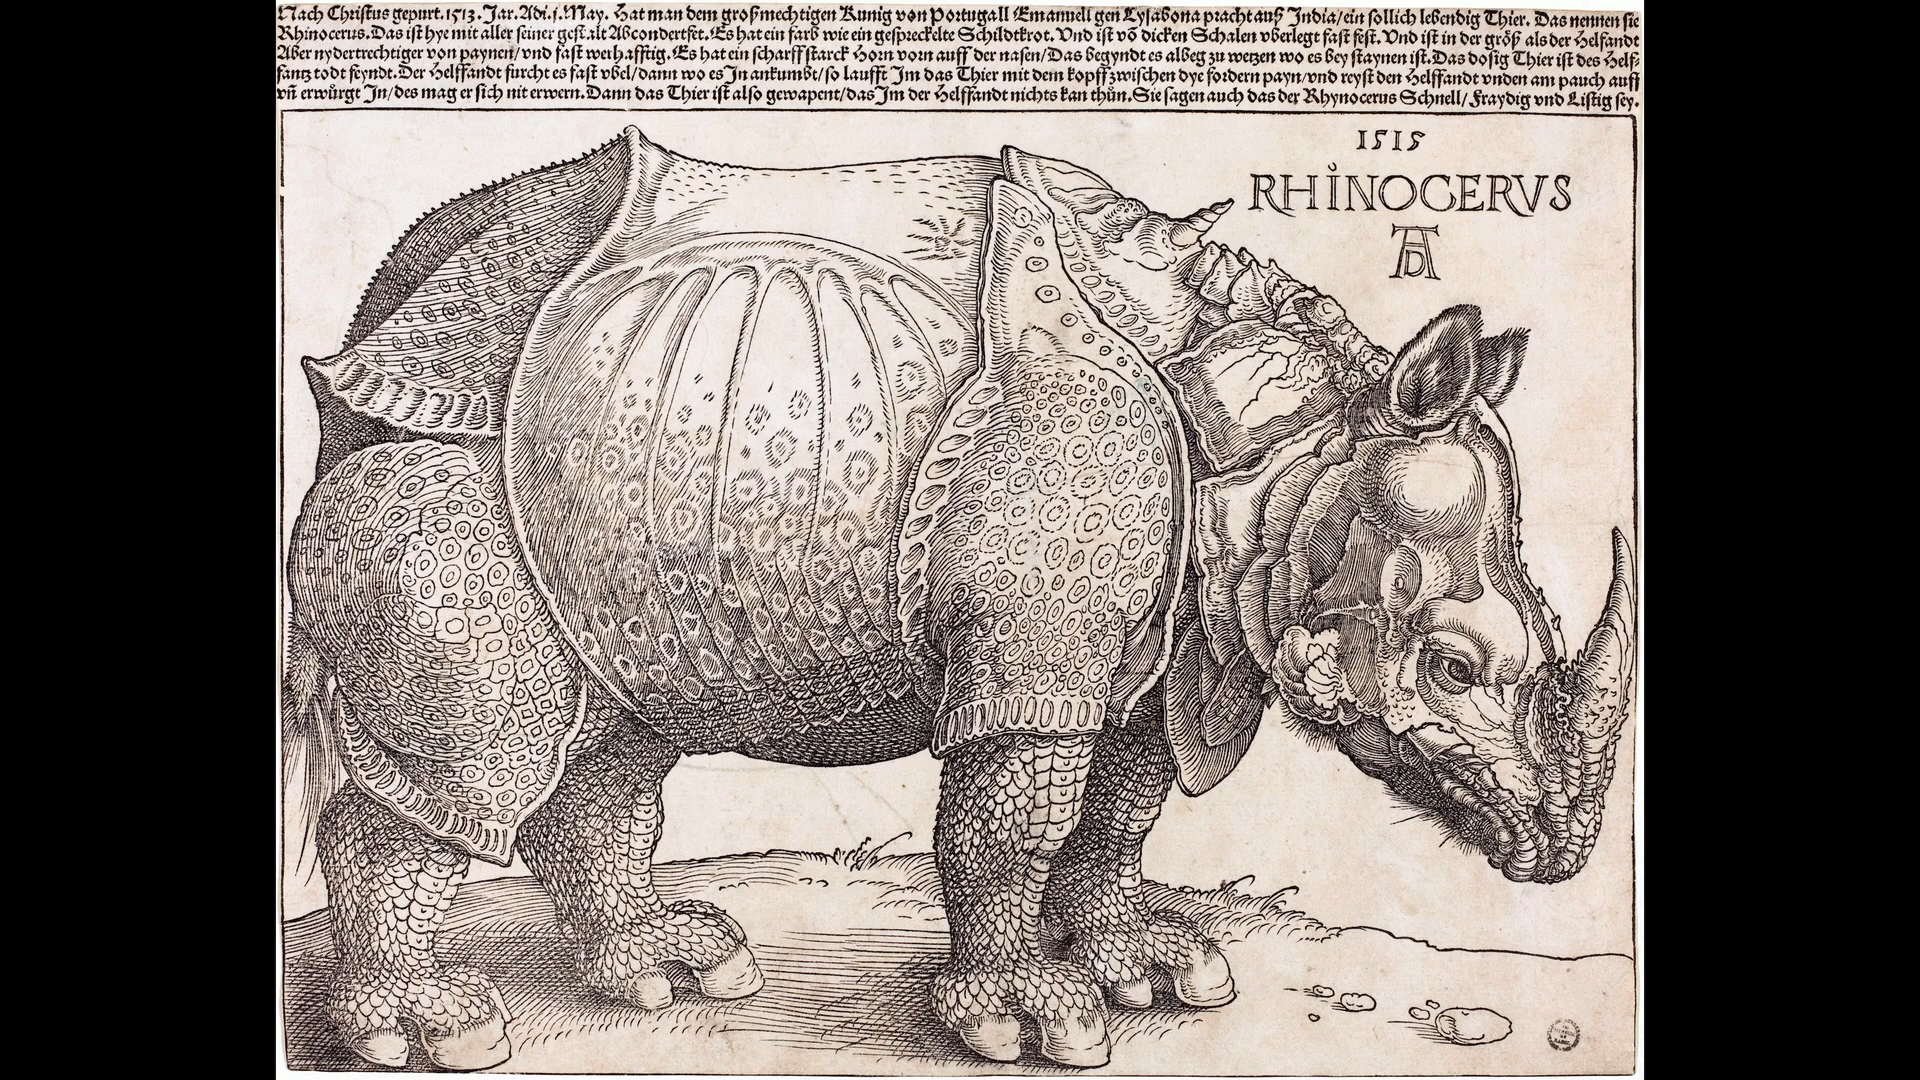 Nach Christus gepurt. 1513. Jar. Adi. j. May. Hat man dem großmechtigen Kunig von Portugall Emanuell gen Lysabona pracht auß India/ein sollich lebendig Thier. Das nennen sie
Rhinocerus. Das ist hye mit aller seiner gestalt Abcondertfet. Es hat ein farb wie ein gespreckelte Schildtkrot. Vnd ist vō dicken Schalen vberlegt fast fest. Vnd ist in der größ als der Helfandt
Aber nydertrechtiger von paynen/vnd fast werhafftig. Es hat ein scharff starck Horn vorn auff der nasen/Das begyndt es albeg zu wetzen wo es bey staynen ist. Das dosig Thier ist des Helf⸗
fantz todt feyndt. Der Helffandt furcht es fast vbel/dann wo es In ankumbt/so laufft Im das Thier mit dem kopff zwischen dye fordern payn/vnd reyst den Helffandt vnden am pauch auff
vñ erwürgt In/des mag er sich nit erwern. Dann das Thier ist also gewapent/das Im der Helffandt nichts kan thůn. Sie sagen auch das der Rhynocerus Schnell/Fraydig vnd Listig sey.
1515
RHINOCERVS
AD